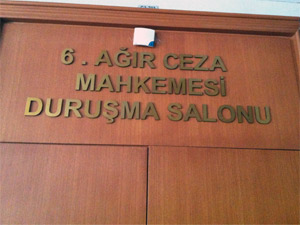 6 . AĞIR CEZA
MAHKEMESİ
DURUŞMA SALONU